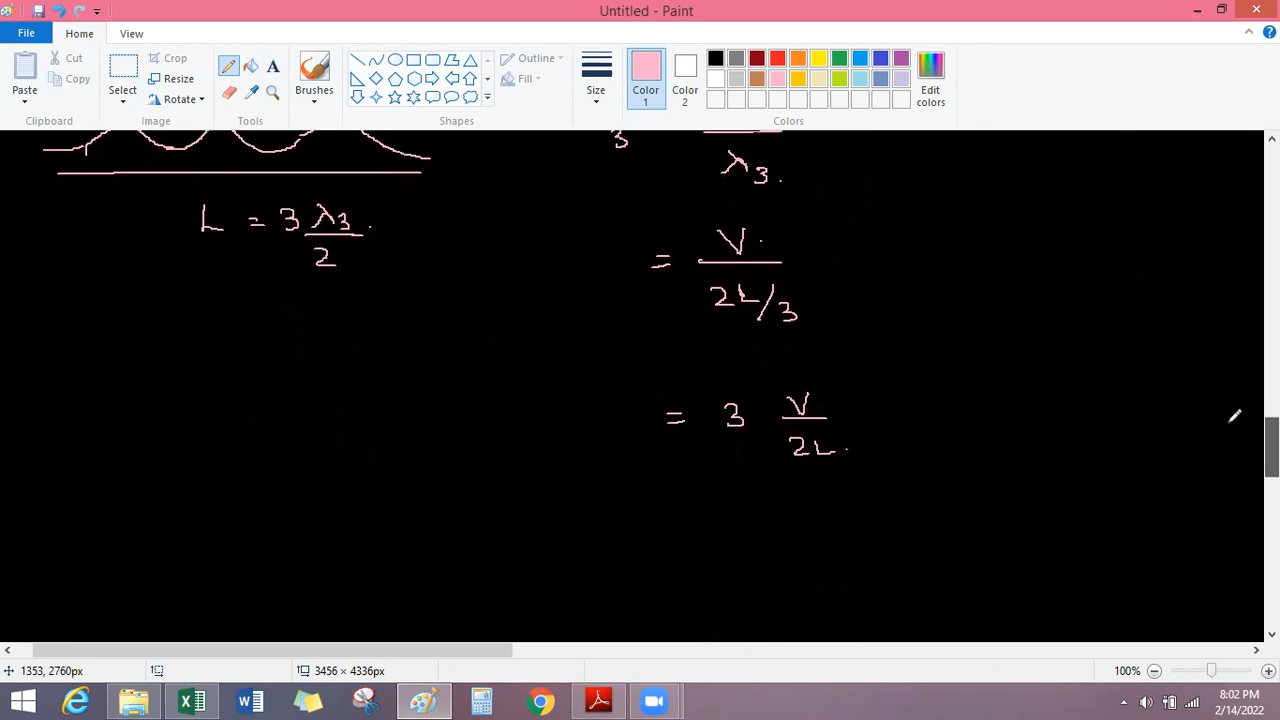 Untitled - Paint
File Home View
Paste
Cut
Copy
Clipboard
Select
Crop
Resize
Rotate
Image
Tools
Brushes
Shapes
Outline
Fill
Size
Color 1
Color 2
Edit colors
Colors
3
λ3.
L = 3 λ3 / 2
= V / 2L/3
= 3 V / 2L
1353, 2760px
3456 × 4336px
100%
8:02 PM
2/14/2022